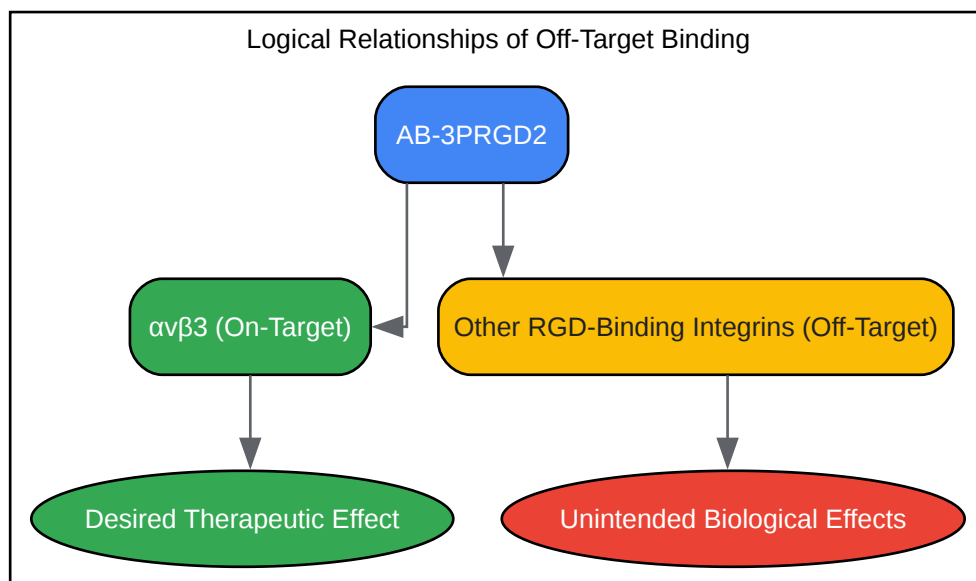 Logical Relationships of Off-Target Binding
AB-3PRGD2
αvβ3 (On-Target)
Other RGD-Binding Integrins (Off-Target)
Desired Therapeutic Effect
Unintended Biological Effects